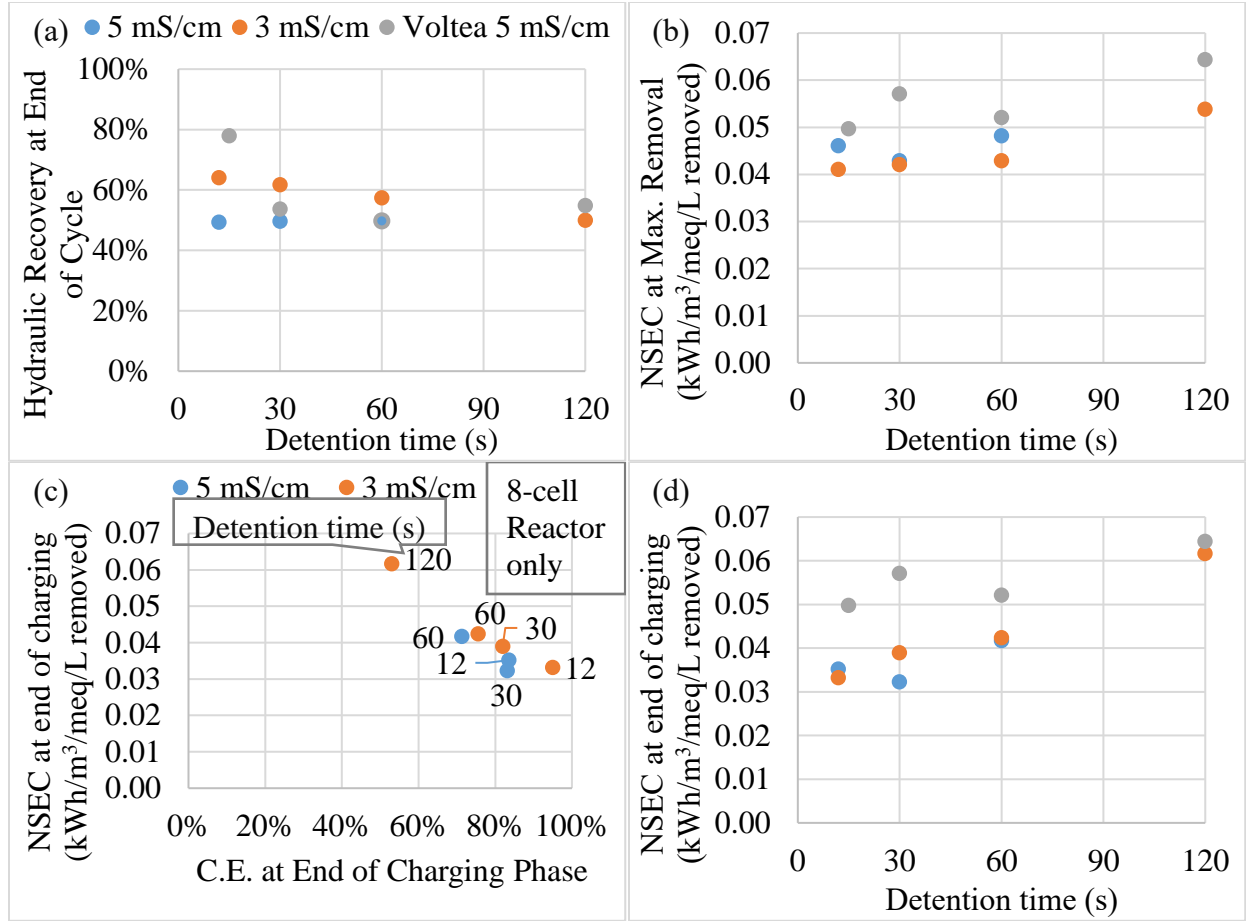 (a) 5 mS/cm 3 mS/cm Voltea 5 mS/cm
Hydraulic Recovery at End
of Cycle
100%
80%
60%
40%
20%
0%
0 30 60 90 120
Detention time (s)
(b)
NSEC at Max. Removal
(kWh/m³/meq/L removed)
0.07
0.06
0.05
0.04
0.03
0.02
0.01
0.00
0 30 60 90 120
Detention time (s)
(c) 5 mS/cm 3 mS/cm
8-cell
Reactor
only
Detention time (s)
NSEC at end of charging
(kWh/m³/meq/L removed)
0.07
0.06
0.05
0.04
0.03
0.02
0.01
0.00
120
60
60
30
12
30
12
0% 20% 40% 60% 80% 100%
C.E. at End of Charging Phase
(d)
NSEC at end of charging
(kWh/m³/meq/L removed)
0.07
0.06
0.05
0.04
0.03
0.02
0.01
0.00
0 30 60 90 120
Detention time (s)